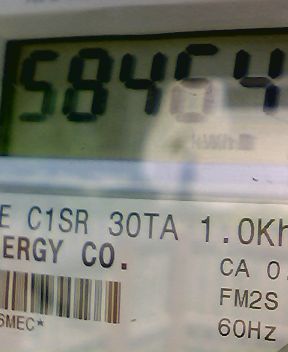 58464
kWh
E C1SR 30TA 1.0Kh
ERGY CO.
CA 0.
FM2S
60Hz
SMEC*